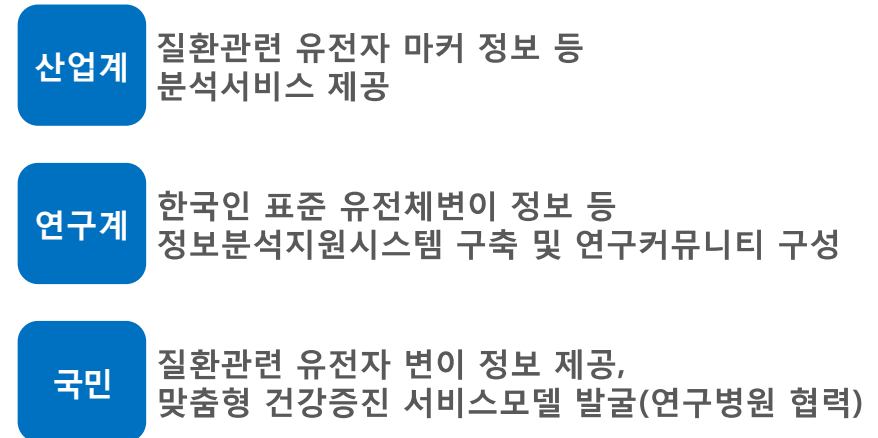 산업계
질환관련 유전자 마커 정보 등
분석서비스 제공
연구계
한국인 표준 유전체변이 정보 등
정보분석지원시스템 구축 및 연구커뮤니티 구성
국민
질환관련 유전자 변이 정보 제공,
맞춤형 건강증진 서비스모델 발굴(연구병원 협력)